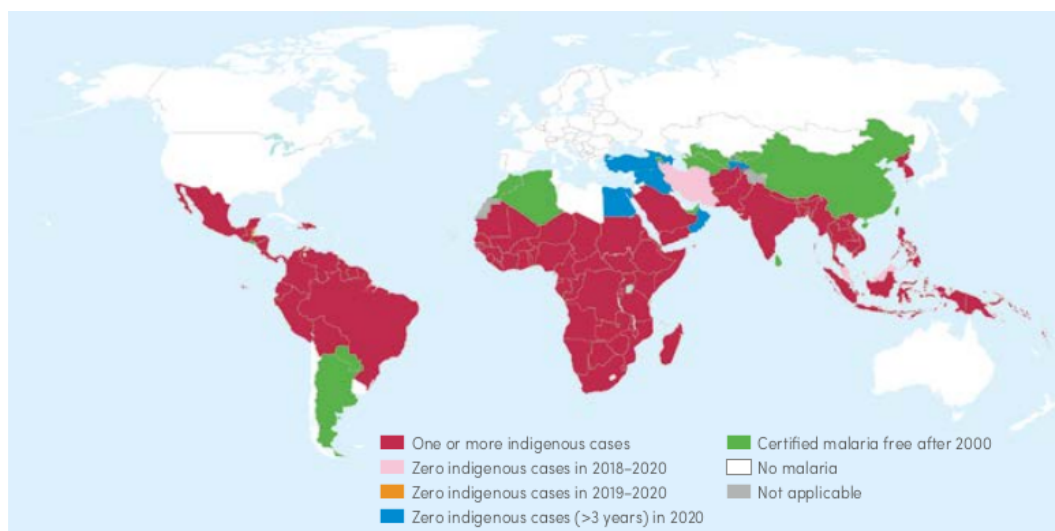 One or more indigenous cases
Zero indigenous cases in 2018–2020
Zero indigenous cases in 2019–2020
Zero indigenous cases (>3 years) in 2020
Certified malaria free after 2000
No malaria
Not applicable